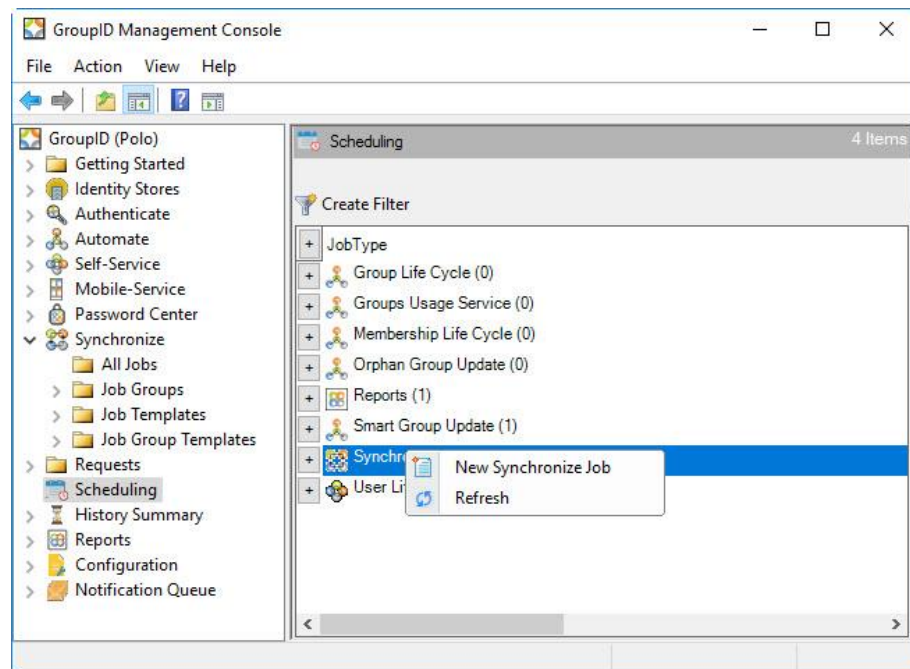 GroupID Management Console
File Action View Help
GroupID (Polo)
Getting Started
Identity Stores
Authenticate
Automate
Self-Service
Mobile-Service
Password Center
Synchronize
All Jobs
Job Groups
Job Templates
Job Group Templates
Requests
Scheduling
History Summary
Reports
Configuration
Notification Queue
Scheduling 4 Items
Create Filter
JobType
Group Life Cycle (0)
Groups Usage Service (0)
Membership Life Cycle (0)
Orphan Group Update (0)
Reports (1)
Smart Group Update (1)
Synchr
User Li
New Synchronize Job
Refresh